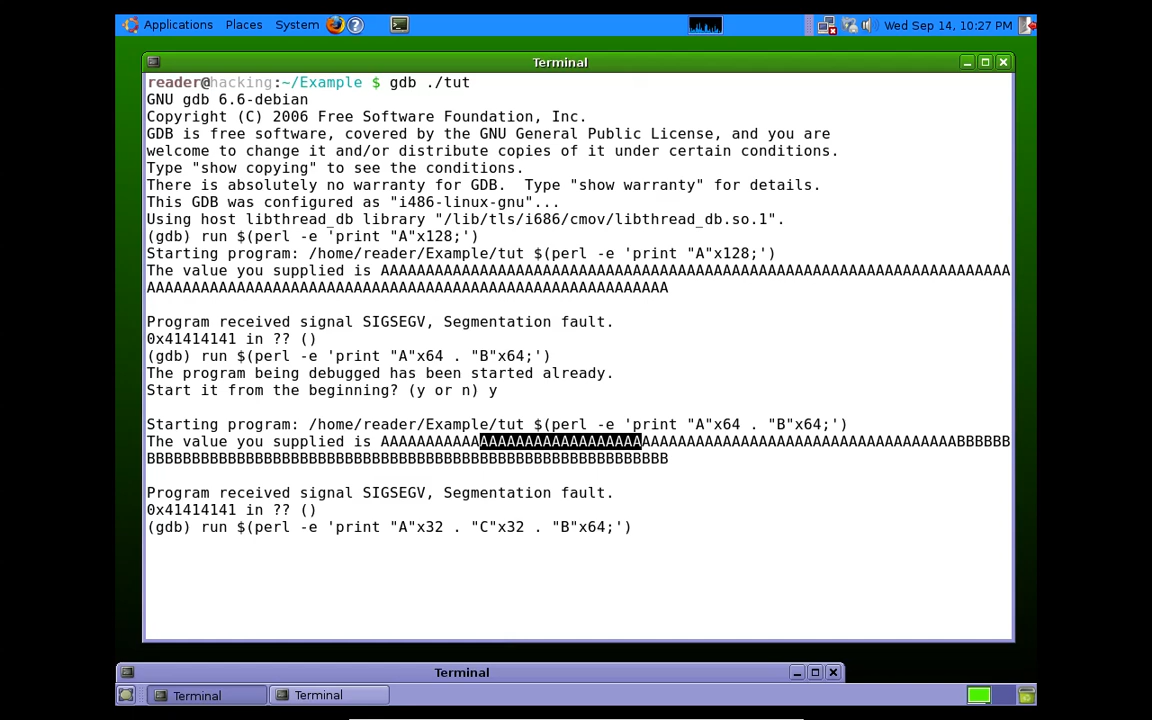 Applications Places System Wed Sep 14, 10:27 PM
Terminal
reader@hacking:~/Example $ gdb ./tut
GNU gdb 6.6-debian
Copyright (C) 2006 Free Software Foundation, Inc.
GDB is free software, covered by the GNU General Public License, and you are
welcome to change it and/or distribute copies of it under certain conditions.
Type "show copying" to see the conditions.
There is absolutely no warranty for GDB.  Type "show warranty" for details.
This GDB was configured as "i486-linux-gnu"...
Using host libthread_db library "/lib/tls/i686/cmov/libthread_db.so.1".
(gdb) run $(perl -e 'print "A"x128;')
Starting program: /home/reader/Example/tut $(perl -e 'print "A"x128;')
The value you supplied is AAAAAAAAAAAAAAAAAAAAAAAAAAAAAAAAAAAAAAAAAAAAAAAAAAAAAAAAAAAAAAAAAAAAAA
AAAAAAAAAAAAAAAAAAAAAAAAAAAAAAAAAAAAAAAAAAAAAAAAAAAAAAAAAA
Program received signal SIGSEGV, Segmentation fault.
0x41414141 in ?? ()
(gdb) run $(perl -e 'print "A"x64 . "B"x64;')
The program being debugged has been started already.
Start it from the beginning? (y or n) y
Starting program: /home/reader/Example/tut $(perl -e 'print "A"x64 . "B"x64;')
The value you supplied is AAAAAAAAAAAAAAAAAAAAAAAAAAAAAAAAAAAAAAAAAAAAAAAAAAAAAAAAAAAAAAAABBBBBB
BBBBBBBBBBBBBBBBBBBBBBBBBBBBBBBBBBBBBBBBBBBBBBBBBBBBBBBBBB
Program received signal SIGSEGV, Segmentation fault.
0x41414141 in ?? ()
(gdb) run $(perl -e 'print "A"x32 . "C"x32 . "B"x64;')
Terminal
Terminal Terminal